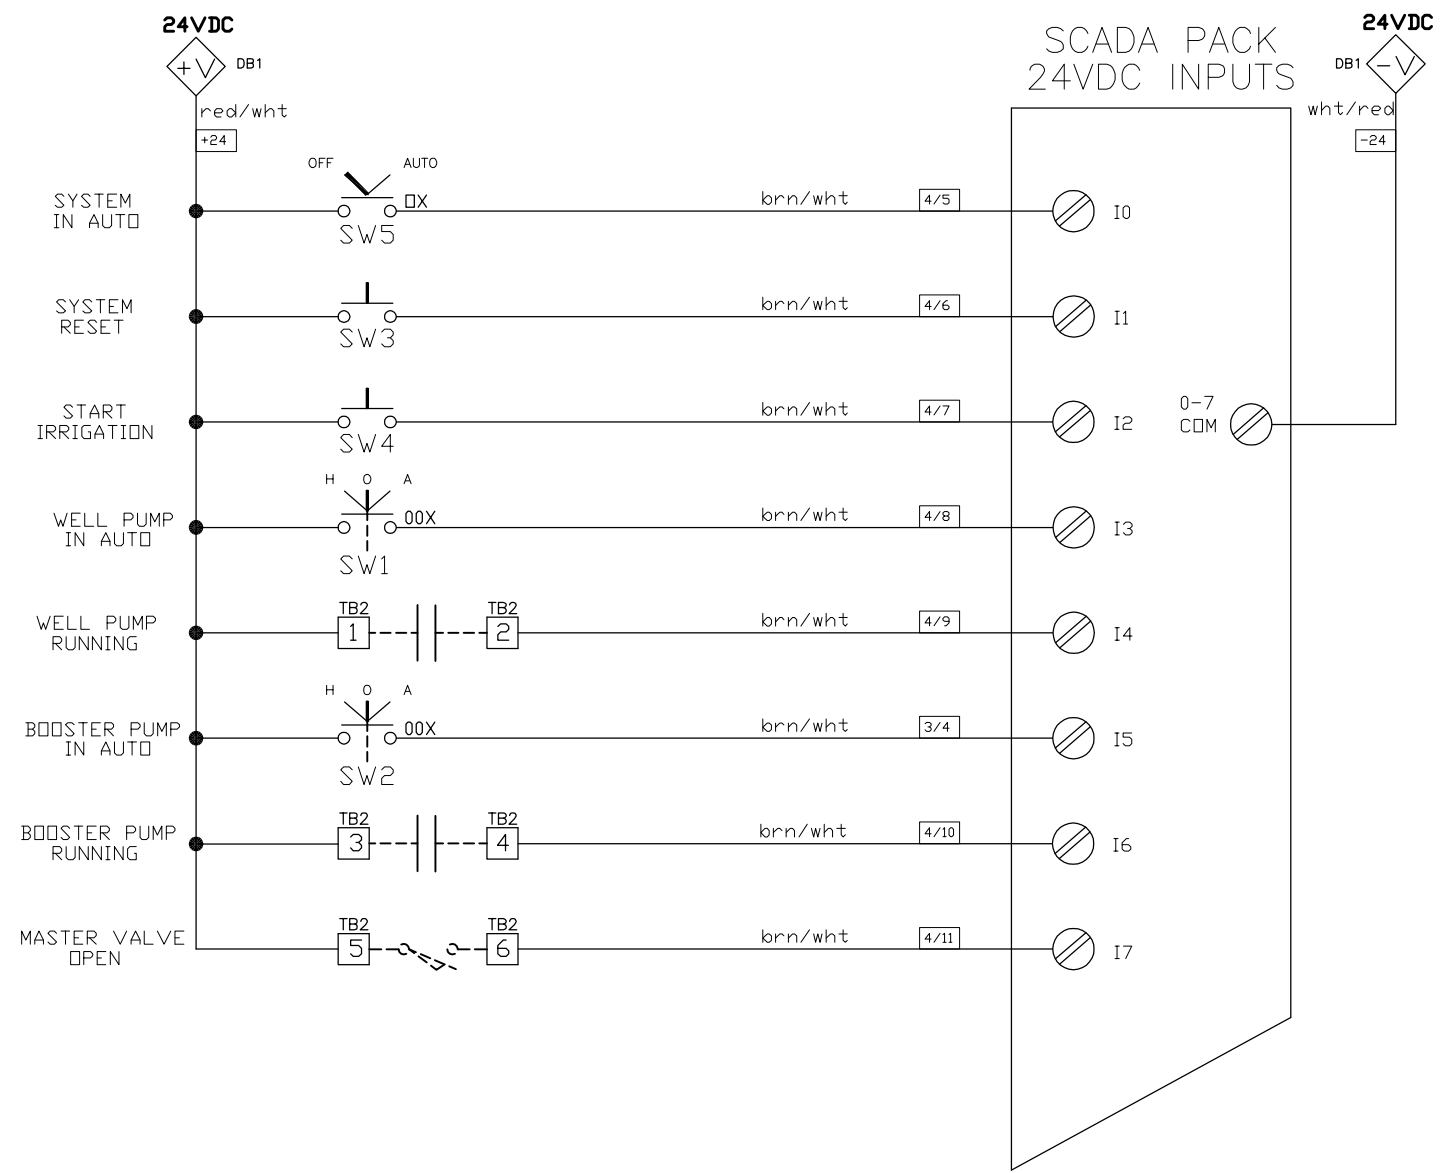 24VDC
+V DB1
red/wht
+24
SCADA PACK
24VDC INPUTS
24VDC
DB1 -V
wht/red
-24
SYSTEM
IN AUTO
OFF AUTO
OX
SW5
brn/wht 4/5 I0
SYSTEM
RESET
SW3
brn/wht 4/6 I1
START
IRRIGATION
SW4
brn/wht 4/7 I2
0-7
COM
WELL PUMP
IN AUTO
H O A
00X
SW1
brn/wht 4/8 I3
WELL PUMP
RUNNING
TB2 TB2
1 2
brn/wht 4/9 I4
BOOSTER PUMP
IN AUTO
H O A
00X
SW2
brn/wht 3/4 I5
BOOSTER PUMP
RUNNING
TB2 TB2
3 4
brn/wht 4/10 I6
MASTER VALVE
OPEN
TB2 TB2
5 6
brn/wht 4/11 I7